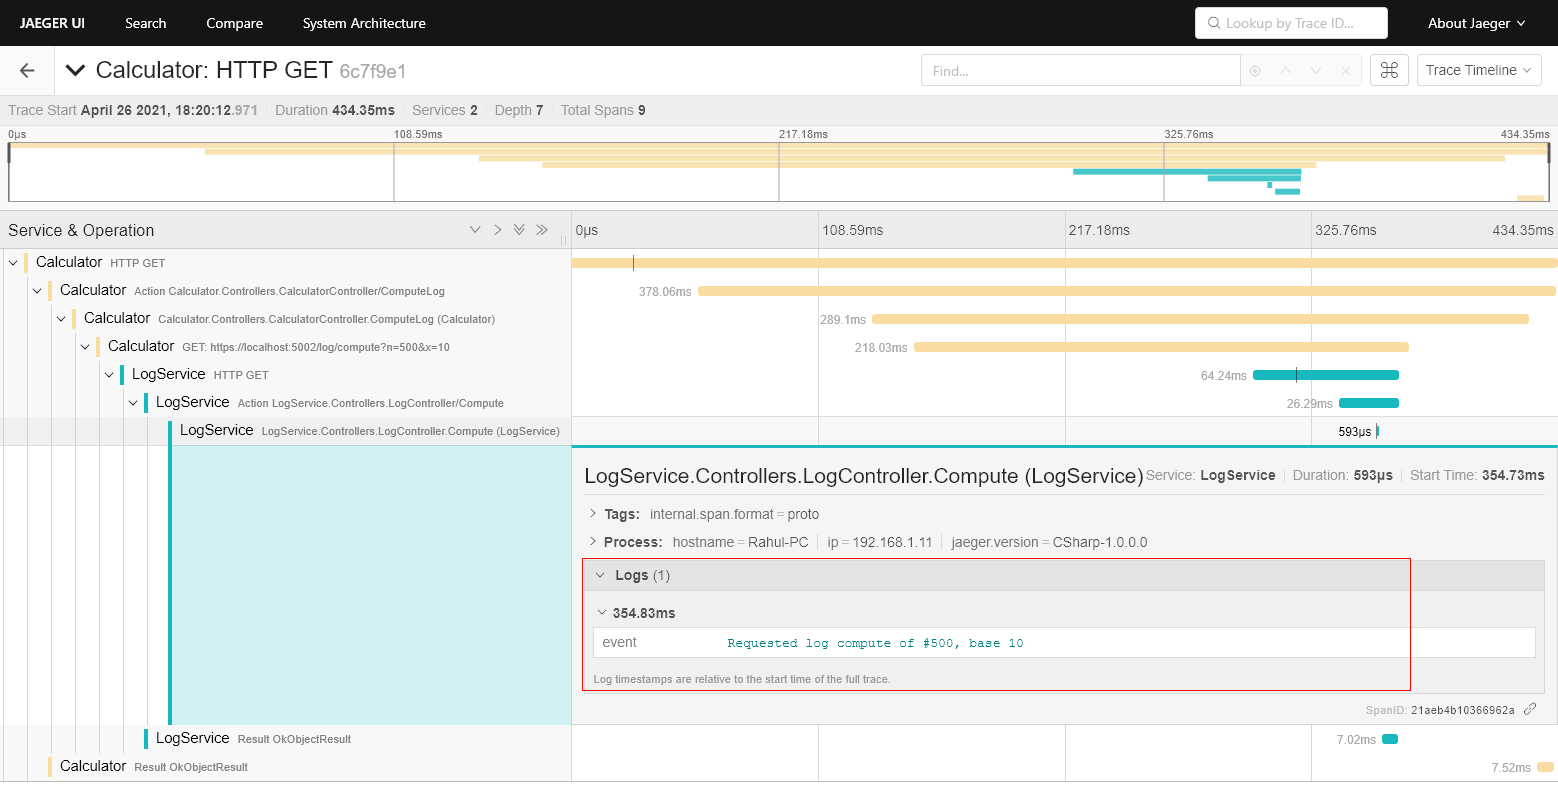 JAEGER UI Search Compare System Architecture Lookup by Trace ID... About Jaeger
Calculator: HTTP GET 6c7f9e1 Find... ⌘ Trace Timeline
Trace Start April 26 2021, 18:20:12.971 Duration 434.35ms Services 2 Depth 7 Total Spans 9
0μs 108.59ms 217.18ms 325.76ms 434.35ms
Service & Operation 0μs 108.59ms 217.18ms 325.76ms 434.35ms
Calculator HTTP GET
Calculator Action Calculator.Controllers.CalculatorController/ComputeLog 378.06ms
Calculator Calculator.Controllers.CalculatorController.ComputeLog (Calculator) 289.1ms
Calculator GET: https://localhost:5002/log/compute?n=500&x=10 218.03ms
LogService HTTP GET 64.24ms
LogService Action LogService.Controllers.LogController/Compute 26.29ms
LogService LogService.Controllers.LogController.Compute (LogService) 593μs
LogService.Controllers.LogController.Compute (LogService) Service: LogService Duration: 593μs Start Time: 354.73ms
Tags: internal.span.format = proto
Process: hostname = Rahul-PC ip = 192.168.1.11 jaeger.version = CSharp-1.0.0.0
Logs (1)
354.83ms
event Requested log compute of #500, base 10
Log timestamps are relative to the start time of the full trace.
SpanID: 21aeb4b10366962a
LogService Result OkObjectResult 7.02ms
Calculator Result OkObjectResult 7.52ms